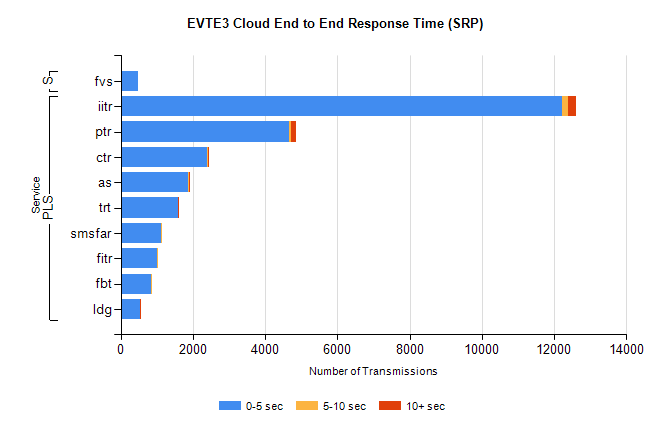 EVTE3 Cloud End to End Response Time (SRP)
S
fvs
iitr
ptr
ctr
as
trt
smsfar
fitr
fbt
ldg
Service
PLS
0 2000 4000 6000 8000 10000 12000 14000
Number of Transmissions
0-5 sec 5-10 sec 10+ sec